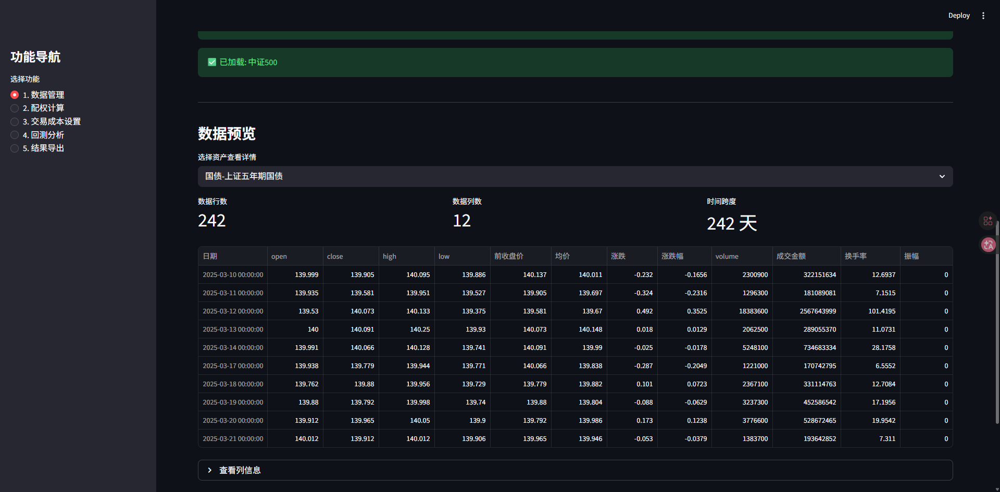 Deploy
功能导航
选择功能
1. 数据管理
2. 配权计算
3. 交易成本设置
4. 回测分析
5. 结果导出
已加载: 中证500
数据预览
选择资产查看详情
国债-上证五年期国债
数据行数 数据列数 时间跨度
242 12 242 天
日期 open close high low 前收盘价 均价 涨跌 涨跌幅 volume 成交金额 换手率 振幅
2025-03-10 00:00:00 139.999 139.905 140.095 139.886 140.137 140.011 -0.232 -0.1656 2300900 322151634 12.6937 0
2025-03-11 00:00:00 139.935 139.581 139.951 139.527 139.905 139.697 -0.324 -0.2316 1296300 181089081 7.1515 0
2025-03-12 00:00:00 139.53 140.073 140.133 139.375 139.581 139.67 0.492 0.3525 18383600 2567643999 101.4195 0
2025-03-13 00:00:00 140 140.091 140.25 139.93 140.073 140.148 0.018 0.0129 2062500 289055370 11.0731 0
2025-03-14 00:00:00 139.991 140.066 140.128 139.741 140.091 139.99 -0.025 -0.0178 5248100 734683334 28.1758 0
2025-03-17 00:00:00 139.938 139.779 139.944 139.771 140.066 139.838 -0.287 -0.2049 1221000 170742795 6.5552 0
2025-03-18 00:00:00 139.762 139.88 139.956 139.729 139.779 139.882 0.101 0.0723 2367100 331114763 12.7084 0
2025-03-19 00:00:00 139.88 139.792 139.998 139.74 139.88 139.804 -0.088 -0.0629 3237300 452586542 17.1956 0
2025-03-20 00:00:00 139.912 139.965 140.05 139.9 139.792 139.986 0.173 0.1238 3776600 528672465 19.9542 0
2025-03-21 00:00:00 140.012 139.912 140.012 139.906 139.965 139.946 -0.053 -0.0379 1383700 193642852 7.311 0
查看列信息